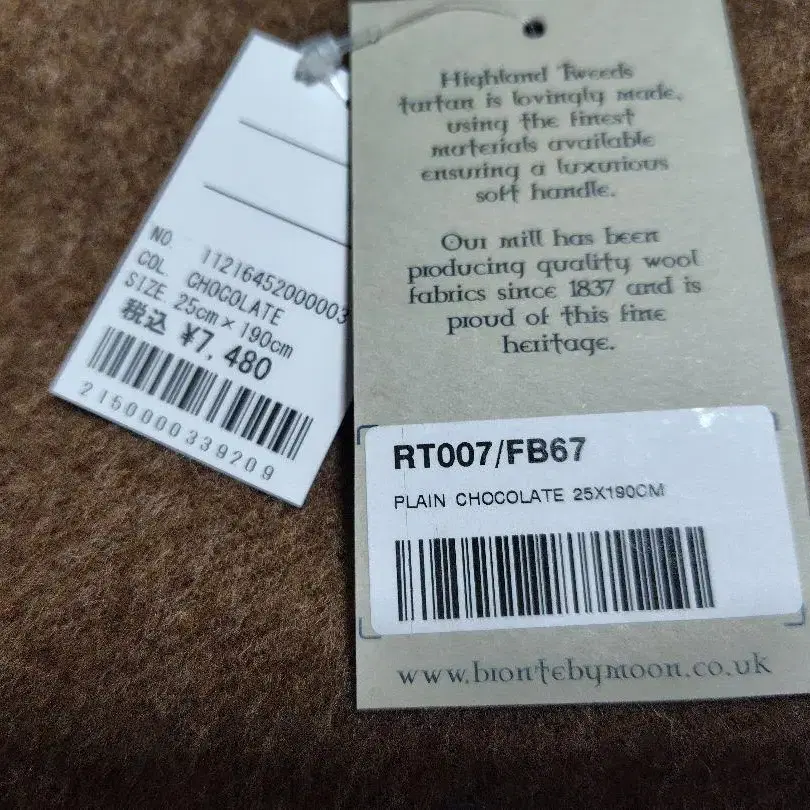 NO. 11216452000003
COL. CHOCOLATE
SIZE. 25cm×190cm
税込 ¥7,480
2150000339209
Highland Tweeds
tartan is lovingly made,
using the finest
materials available
ensuring a luxurious
soft handle.
Our mill has been
producing quality wool
fabrics since 1837 and is
proud of this fine
heritage.
RT007/FB67
PLAIN CHOCOLATE 25X190CM
www.brontebymoon.co.uk